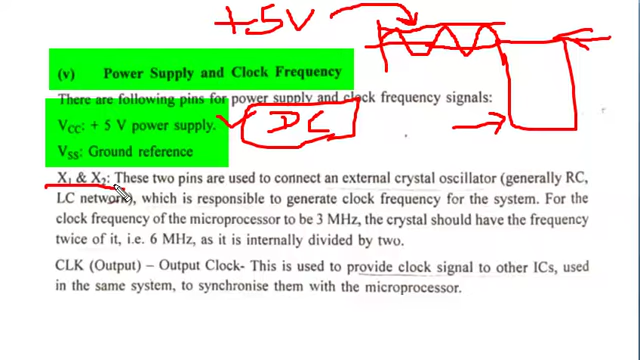 +5V
(v) Power Supply and Clock Frequency
There are following pins for power supply and clock frequency signals:
VCC: + 5 V power supply. DC
VSS: Ground reference
X1 & X2: These two pins are used to connect an external crystal oscillator (generally RC,
LC network), which is responsible to generate clock frequency for the system. For the
clock frequency of the microprocessor to be 3 MHz, the crystal should have the frequency
twice of it, i.e. 6 MHz, as it is internally divided by two.
CLK (Output) – Output Clock- This is used to provide clock signal to other ICs, used
in the same system, to synchronise them with the microprocessor.